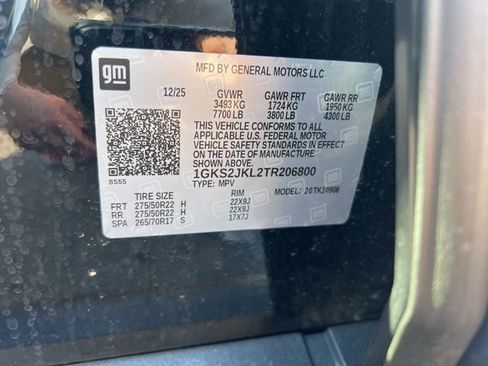 gm
MFD BY GENERAL MOTORS LLC
12/25 GVWR GAWR FRT GAWR RR
3493 KG 1724 KG 1950 KG
7700 LB 3800 LB 4300 LB
THIS VEHICLE CONFORMS TO ALL
APPLICABLE U.S. FEDERAL MOTOR
VEHICLE SAFETY STANDARDS IN EFFECT
ON THE DATE OF MANUFACTURE SHOWN ABOVE
1GKS2JKL2TR206800
8555 TYPE: MPV MODEL: 20TK10906
TIRE SIZE RIM
FRT 275/50R22 H 22X9J
RR 275/50R22 H 22X9J
SPA 265/70R17 S 17X7J